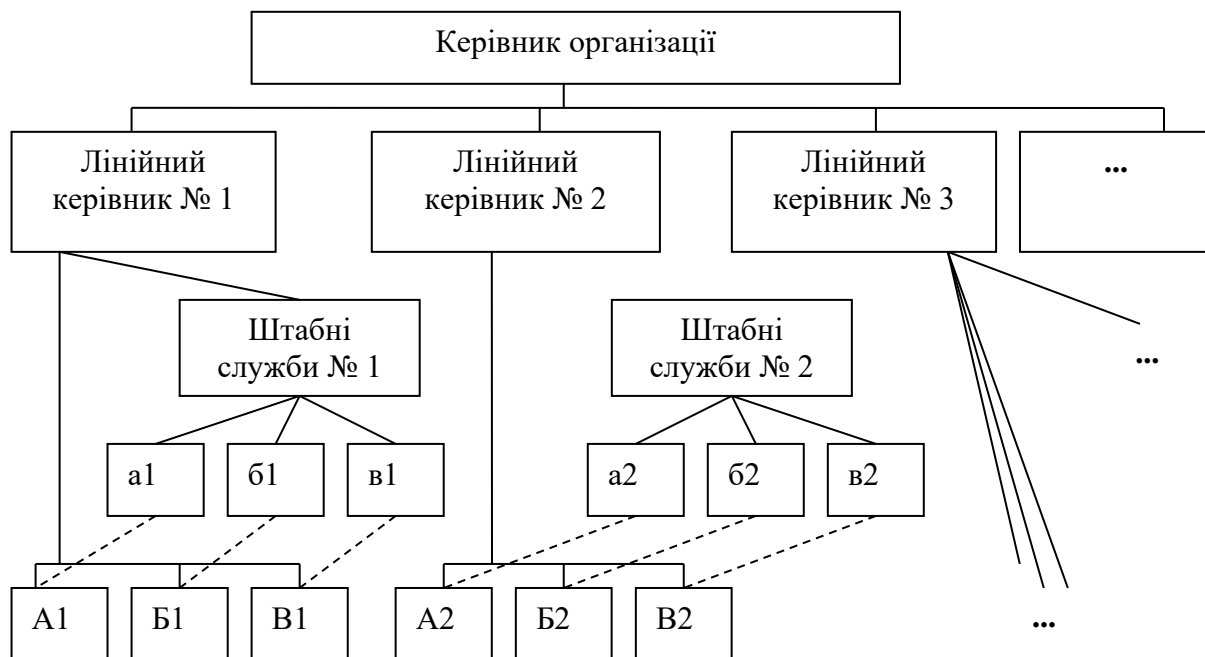 Керівник організації
Лінійний
керівник № 1
Лінійний
керівник № 2
Лінійний
керівник № 3
...
Штабні
служби № 1
Штабні
служби № 2
...
а1
б1
в1
а2
б2
в2
А1
Б1
В1
А2
Б2
В2
...